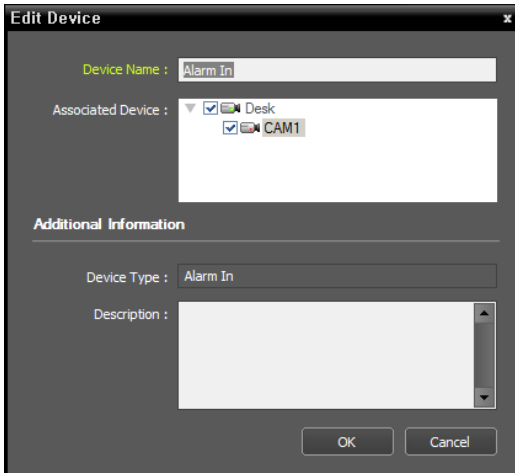 Edit Device x
Device Name : Alarm In
Associated Device : Desk
CAM1
Additional Information
Device Type : Alarm In
Description :
OK Cancel